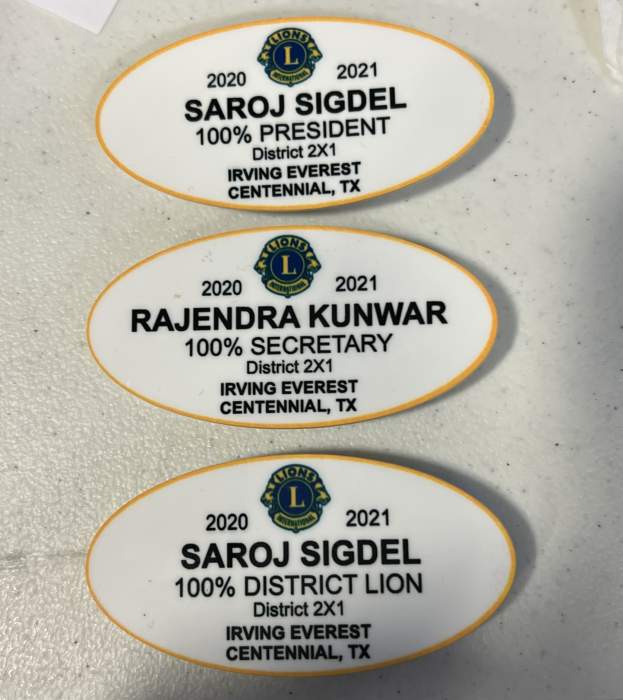 LIONS
L
INTERNATIONAL
2020 2021
SAROJ SIGDEL
100% PRESIDENT
District 2X1
IRVING EVEREST
CENTENNIAL, TX
LIONS
L
INTERNATIONAL
2020 2021
RAJENDRA KUNWAR
100% SECRETARY
District 2X1
IRVING EVEREST
CENTENNIAL, TX
LIONS
L
INTERNATIONAL
2020 2021
SAROJ SIGDEL
100% DISTRICT LION
District 2X1
IRVING EVEREST
CENTENNIAL, TX